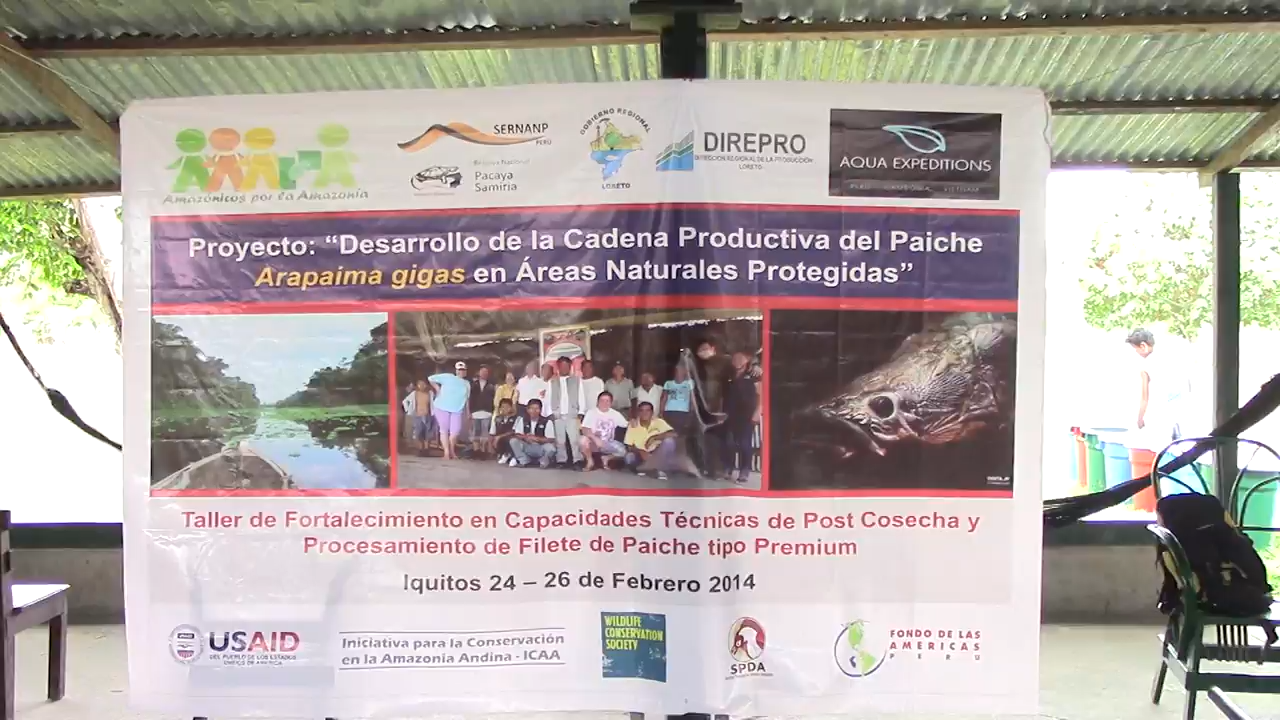 Amazónicos por la Amazonía
SERNANP
PERÚ
Reserva Nacional
Pacaya
Samiria
GOBIERNO REGIONAL
LORETO
DIREPRO
DIRECCION REGIONAL DE LA PRODUCCIÓN
LORETO
AQUA EXPEDITIONS
Proyecto: “Desarrollo de la Cadena Productiva del Paiche
Arapaima gigas en Áreas Naturales Protegidas”
Taller de Fortalecimiento en Capacidades Técnicas de Post Cosecha y
Procesamiento de Filete de Paiche tipo Premium
Iquitos 24 – 26 de Febrero 2014
USAID
DEL PUEBLO DE LOS ESTADOS
UNIDOS DE AMÉRICA
Iniciativa para la Conservación
en la Amazonía Andina - ICAA
WILDLIFE
CONSERVATION
SOCIETY
SPDA
FONDO DE LAS
AMERICAS
PERU